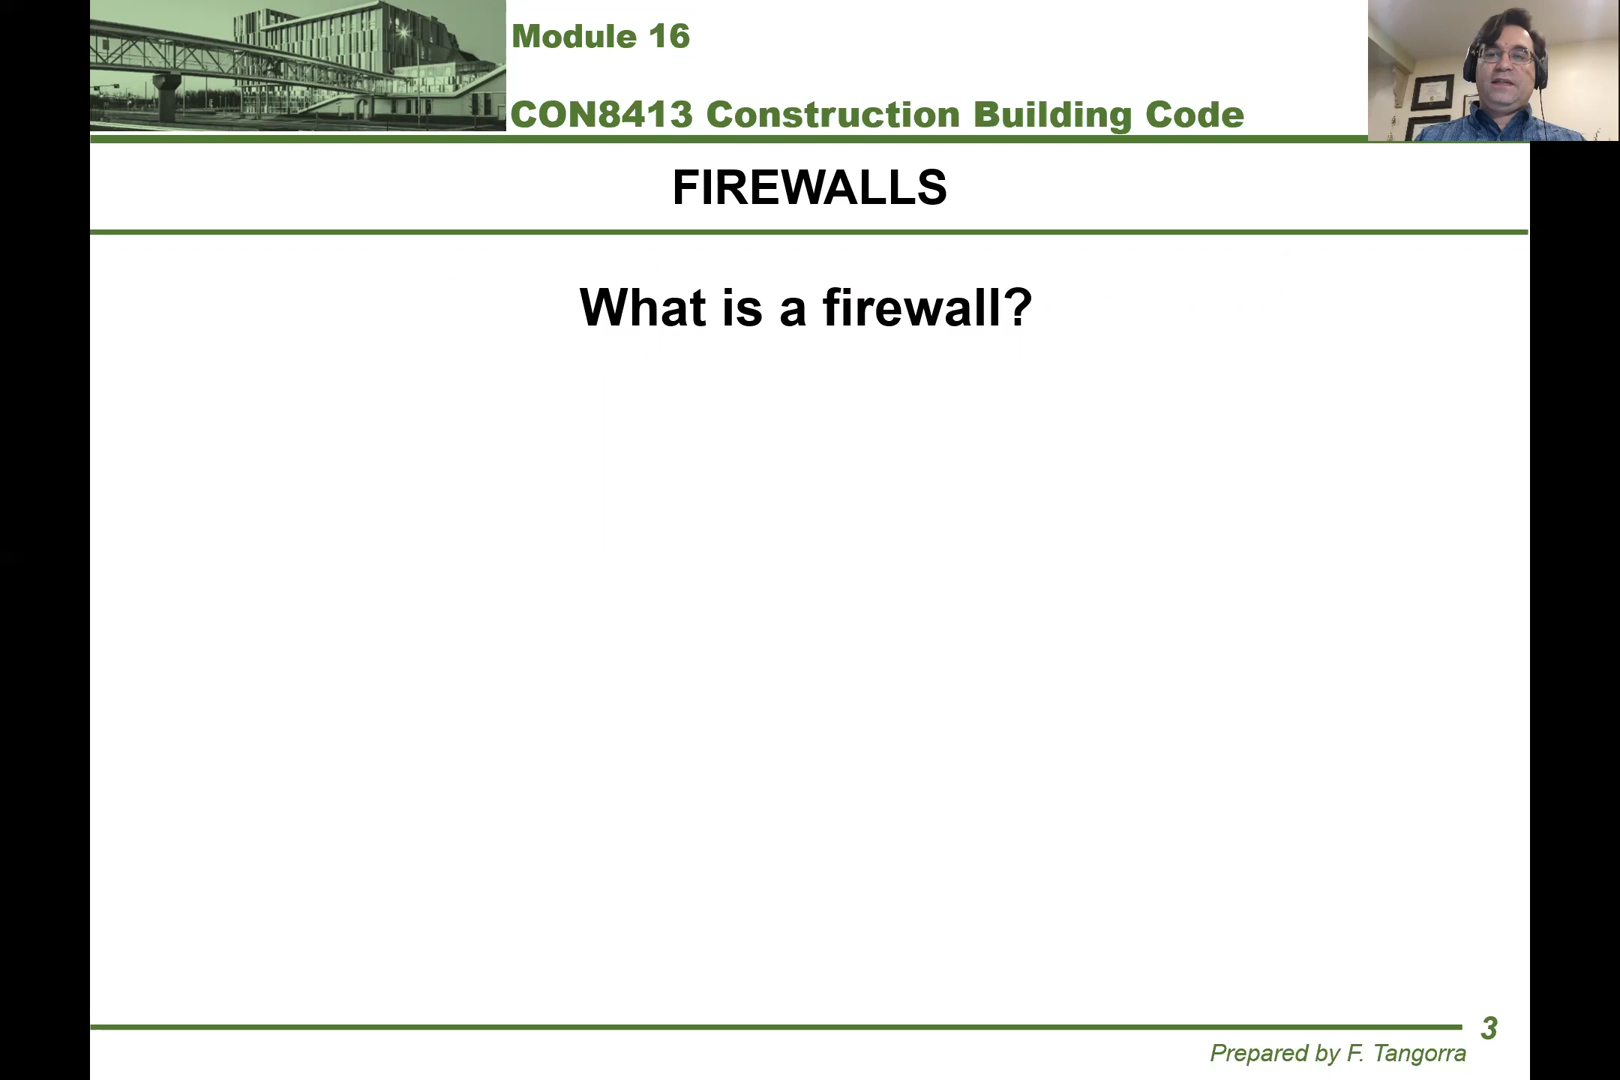 Module 16
CON8413 Construction Building Code
FIREWALLS
What is a firewall?
3
Prepared by F. Tangorra